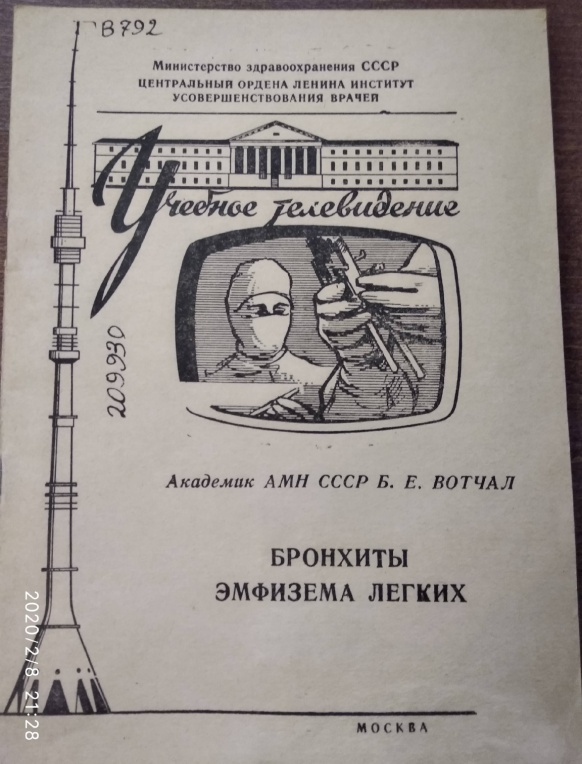 ГВ792
Министерство здравоохранения СССР
ЦЕНТРАЛЬНЫЙ ОРДЕНА ЛЕНИНА ИНСТИТУТ
УСОВЕРШЕНСТВОВАНИЯ ВРАЧЕЙ
Учебное телевидение
209930
Академик АМН СССР Б. Е. ВОТЧАЛ
БРОНХИТЫ
ЭМФИЗЕМА ЛЕГКИХ
2020/2/8 21:28
МОСКВА